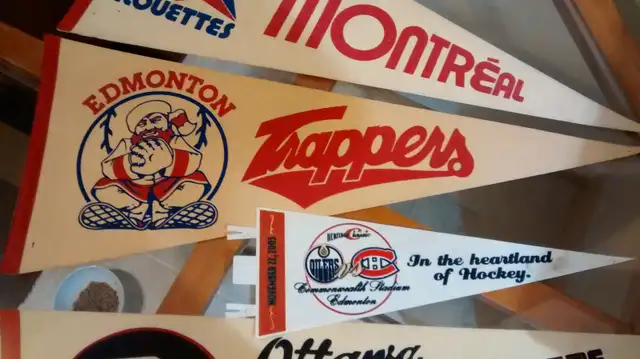 ROUETTES
MONTRÉAL
EDMONTON
Trappers.
NOVEMBER 22, 2003
HERITAGE Classic
OILERS
vs
In the heartland
of Hockey.
Commonwealth Stadium
Edmonton
Ottawa